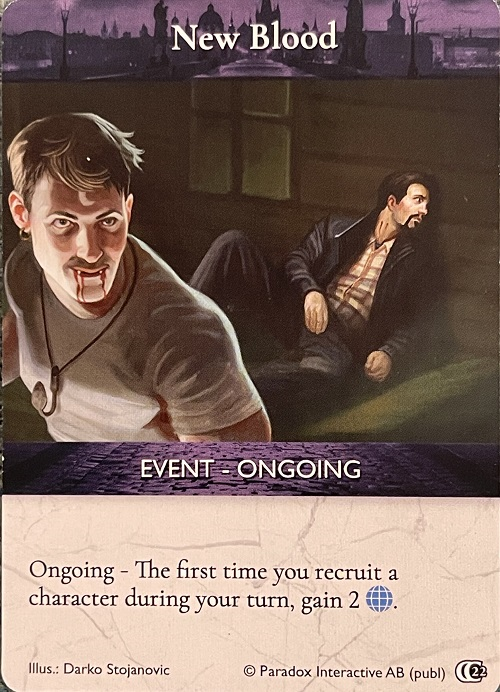 New Blood
EVENT - ONGOING
Ongoing - The first time you recruit a
character during your turn, gain 2 .
Illus.: Darko Stojanovic © Paradox Interactive AB (publ) 22